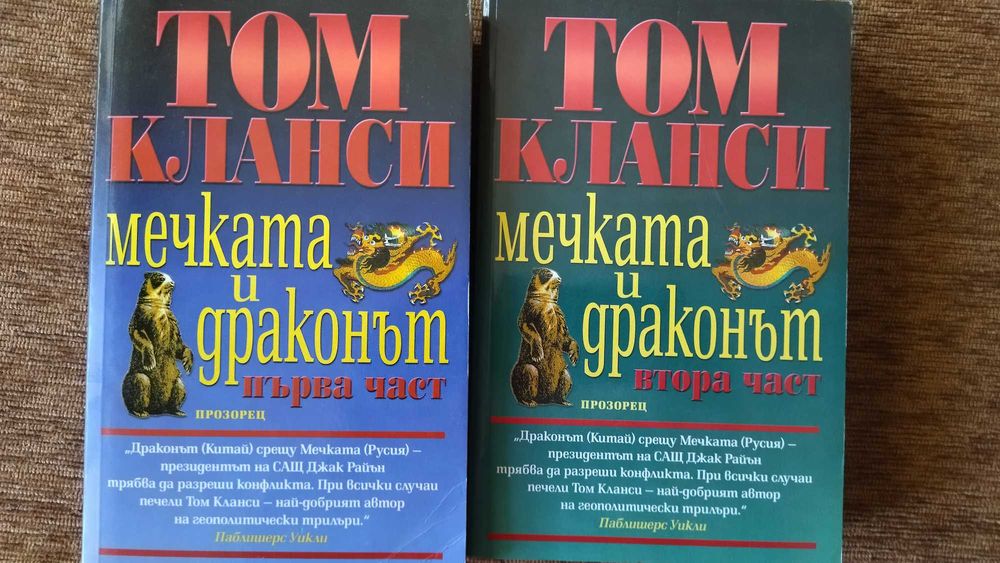 ТОМ
КЛАНСИ
мечката
и
драконът
първа част
ПРОЗОРЕЦ
„Драконът (Китай) срещу Мечката (Русия) –
президентът на САЩ Джак Райън
трябва да разреши конфликта. При всички случаи
печели Том Кланси – най-добрият автор
на геополитически трилъри.“
Паблишерс Уикли
ТОМ
КЛАНСИ
мечката
и
драконът
втора част
ПРОЗОРЕЦ
„Драконът (Китай) срещу Мечката (Русия) –
президентът на САЩ Джак Райън
трябва да разреши конфликта. При всички случаи
печели Том Кланси – най-добрият автор
на геополитически трилъри.“
Паблишерс Уикли